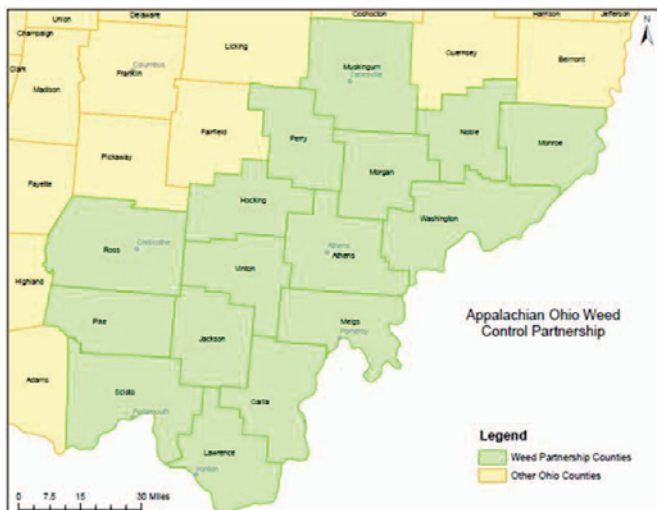 Union
Delaware
Coshocton
Harrison
Jefferson
N
Champaign
Licking
Muskingum
Zanesville
Guernsey
Belmont
Clark
Columbus
Franklin
Madison
Perry
Noble
Monroe
Fairfield
Pickaway
Morgan
Fayette
Hocking
Washington
Ross
Chillicothe
Athens
Athens
Vinton
Highland
Pike
Jackson
Meigs
Pomeroy
Appalachian Ohio Weed
Control Partnership
Adams
Scioto
Gallia
Portsmouth
Lawrence
Ironton
Legend
Weed Partnership Counties
Other Ohio Counties
0 7.5 15 30 Miles